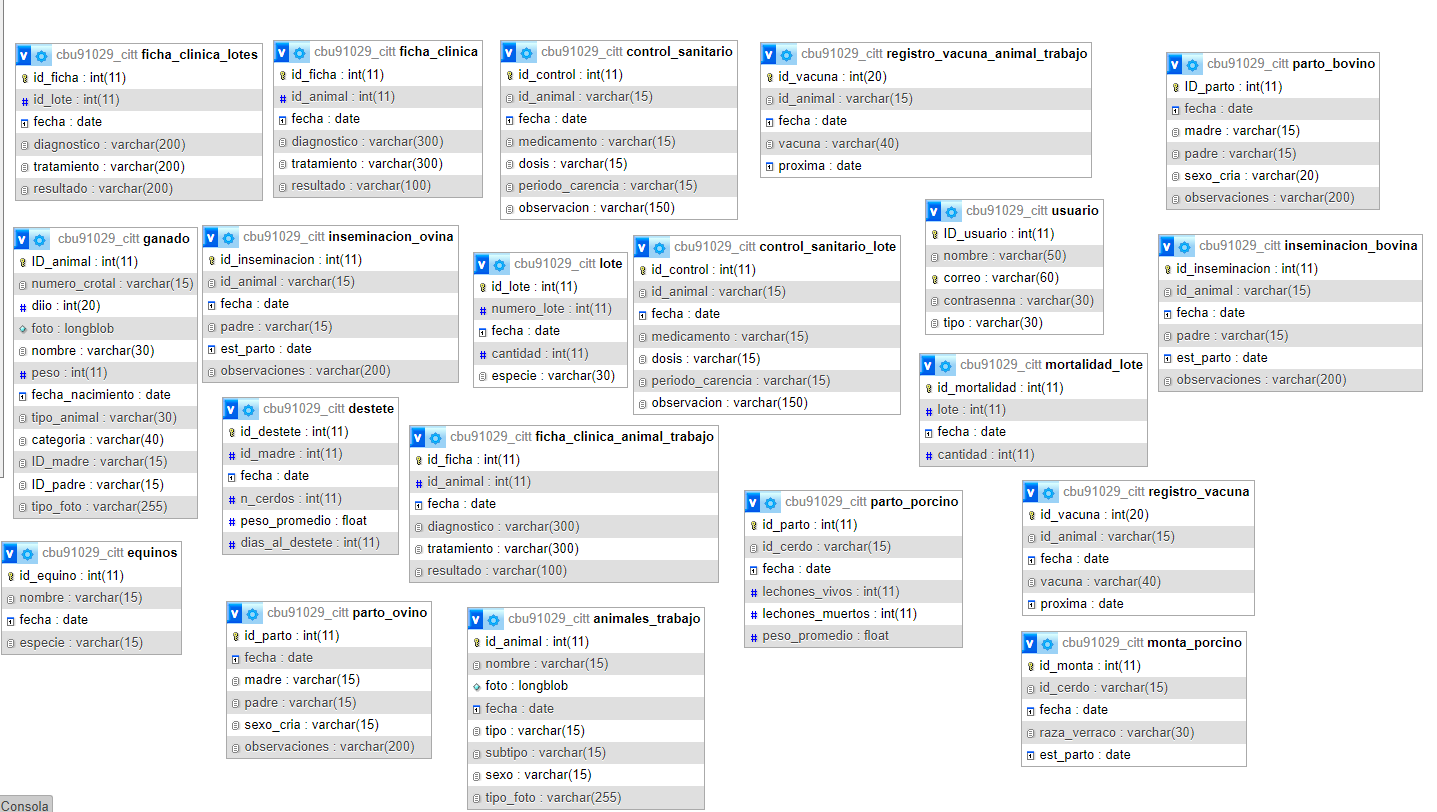 cbu91029_citt ficha_clinica_lotes
id_ficha : int(11)
id_lote : int(11)
fecha : date
diagnostico : varchar(200)
tratamiento : varchar(200)
resultado : varchar(200)
cbu91029_citt ficha_clinica
id_ficha : int(11)
id_animal : int(11)
fecha : date
diagnostico : varchar(300)
tratamiento : varchar(300)
resultado : varchar(100)
cbu91029_citt control_sanitario
id_control : int(11)
id_animal : varchar(15)
fecha : date
medicamento : varchar(15)
dosis : varchar(15)
periodo_carencia : varchar(15)
observacion : varchar(150)
cbu91029_citt registro_vacuna_animal_trabajo
id_vacuna : int(20)
id_animal : varchar(15)
fecha : date
vacuna : varchar(40)
proxima : date
cbu91029_citt parto_bovino
ID_parto : int(11)
fecha : date
madre : varchar(15)
padre : varchar(15)
sexo_cria : varchar(20)
observaciones : varchar(200)
cbu91029_citt ganado
ID_animal : int(11)
numero_crotal : varchar(15)
diio : int(20)
foto : longblob
nombre : varchar(30)
peso : int(11)
fecha_nacimiento : date
tipo_animal : varchar(30)
categoria : varchar(40)
ID_madre : varchar(15)
ID_padre : varchar(15)
tipo_foto : varchar(255)
cbu91029_citt inseminacion_ovina
id_inseminacion : int(11)
id_animal : varchar(15)
fecha : date
padre : varchar(15)
est_parto : date
observaciones : varchar(200)
cbu91029_citt lote
id_lote : int(11)
numero_lote : int(11)
fecha : date
cantidad : int(11)
especie : varchar(30)
cbu91029_citt control_sanitario_lote
id_control : int(11)
id_animal : varchar(15)
fecha : date
medicamento : varchar(15)
dosis : varchar(15)
periodo_carencia : varchar(15)
observacion : varchar(150)
cbu91029_citt usuario
ID_usuario : int(11)
nombre : varchar(50)
correo : varchar(60)
contrasenna : varchar(30)
tipo : varchar(30)
cbu91029_citt inseminacion_bovina
id_inseminacion : int(11)
id_animal : varchar(15)
fecha : date
padre : varchar(15)
est_parto : date
observaciones : varchar(200)
cbu91029_citt mortalidad_lote
id_mortalidad : int(11)
lote : int(11)
fecha : date
cantidad : int(11)
cbu91029_citt destete
id_destete : int(11)
id_madre : int(11)
fecha : date
n_cerdos : int(11)
peso_promedio : float
dias_al_destete : int(11)
cbu91029_citt ficha_clinica_animal_trabajo
id_ficha : int(11)
id_animal : int(11)
fecha : date
diagnostico : varchar(300)
tratamiento : varchar(300)
resultado : varchar(100)
cbu91029_citt parto_porcino
id_parto : int(11)
id_cerdo : varchar(15)
fecha : date
lechones_vivos : int(11)
lechones_muertos : int(11)
peso_promedio : float
cbu91029_citt registro_vacuna
id_vacuna : int(20)
id_animal : varchar(15)
fecha : date
vacuna : varchar(40)
proxima : date
cbu91029_citt equinos
id_equino : int(11)
nombre : varchar(15)
fecha : date
especie : varchar(15)
cbu91029_citt parto_ovino
id_parto : int(11)
fecha : date
madre : varchar(15)
padre : varchar(15)
sexo_cria : varchar(15)
observaciones : varchar(200)
cbu91029_citt animales_trabajo
id_animal : int(11)
nombre : varchar(15)
foto : longblob
fecha : date
tipo : varchar(15)
subtipo : varchar(15)
sexo : varchar(15)
tipo_foto : varchar(255)
cbu91029_citt monta_porcino
id_monta : int(11)
id_cerdo : varchar(15)
fecha : date
raza_verraco : varchar(30)
est_parto : date
Consola